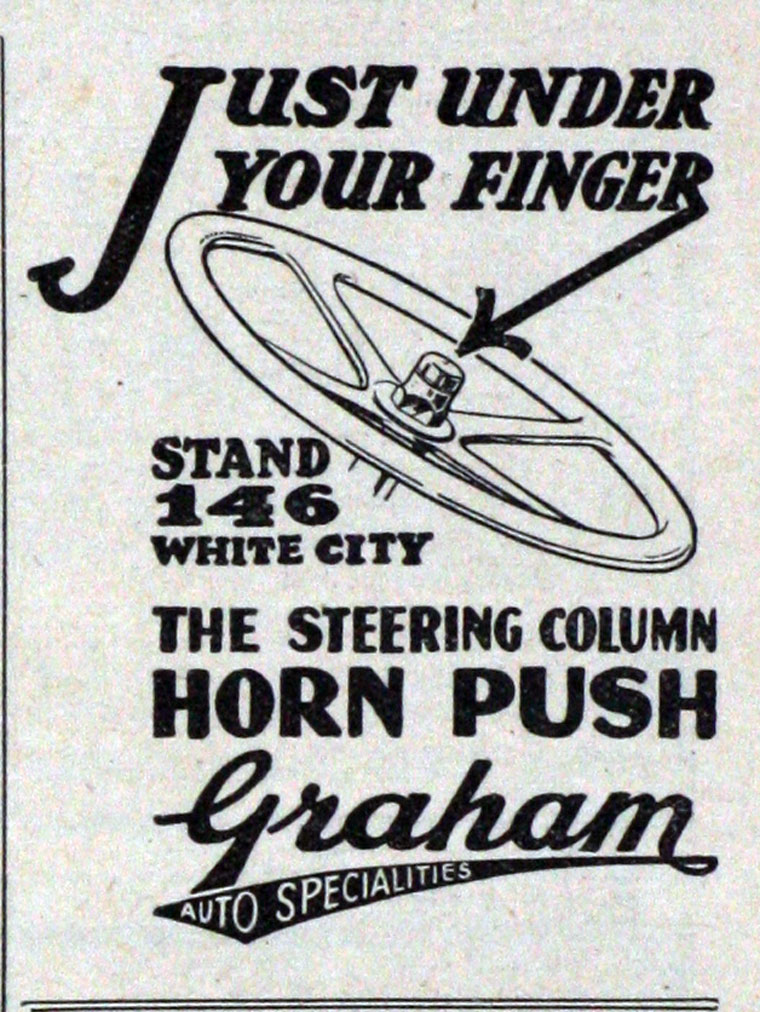 JUST UNDER
YOUR FINGER
STAND
146
WHITE CITY
THE STEERING COLUMN
HORN PUSH
Graham
AUTO SPECIALITIES